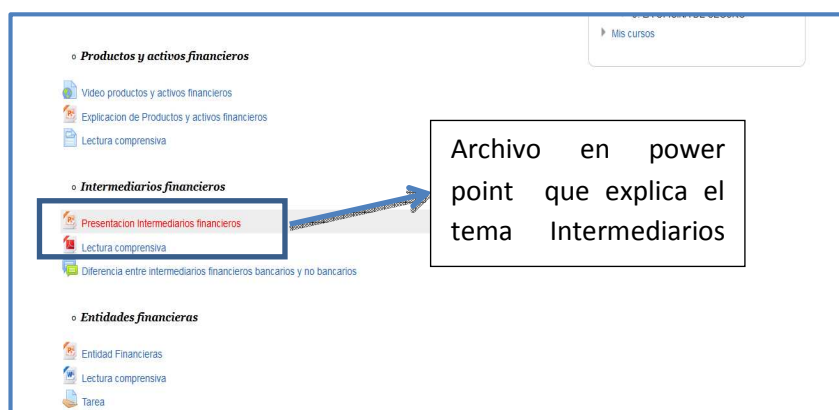 Mis cursos
o Productos y activos financieros
Video productos y activos financieros
Explicacion de Productos y activos financieros
Lectura comprensiva
o Intermediarios financieros
Presentacion Intermediarios financieros
Lectura comprensiva
Diferencia entre intermediarios financieros bancarios y no bancarios
o Entidades financieras
Entidad Financieras
Lectura comprensiva
Tarea
Archivo en power
point que explica el
tema Intermediarios